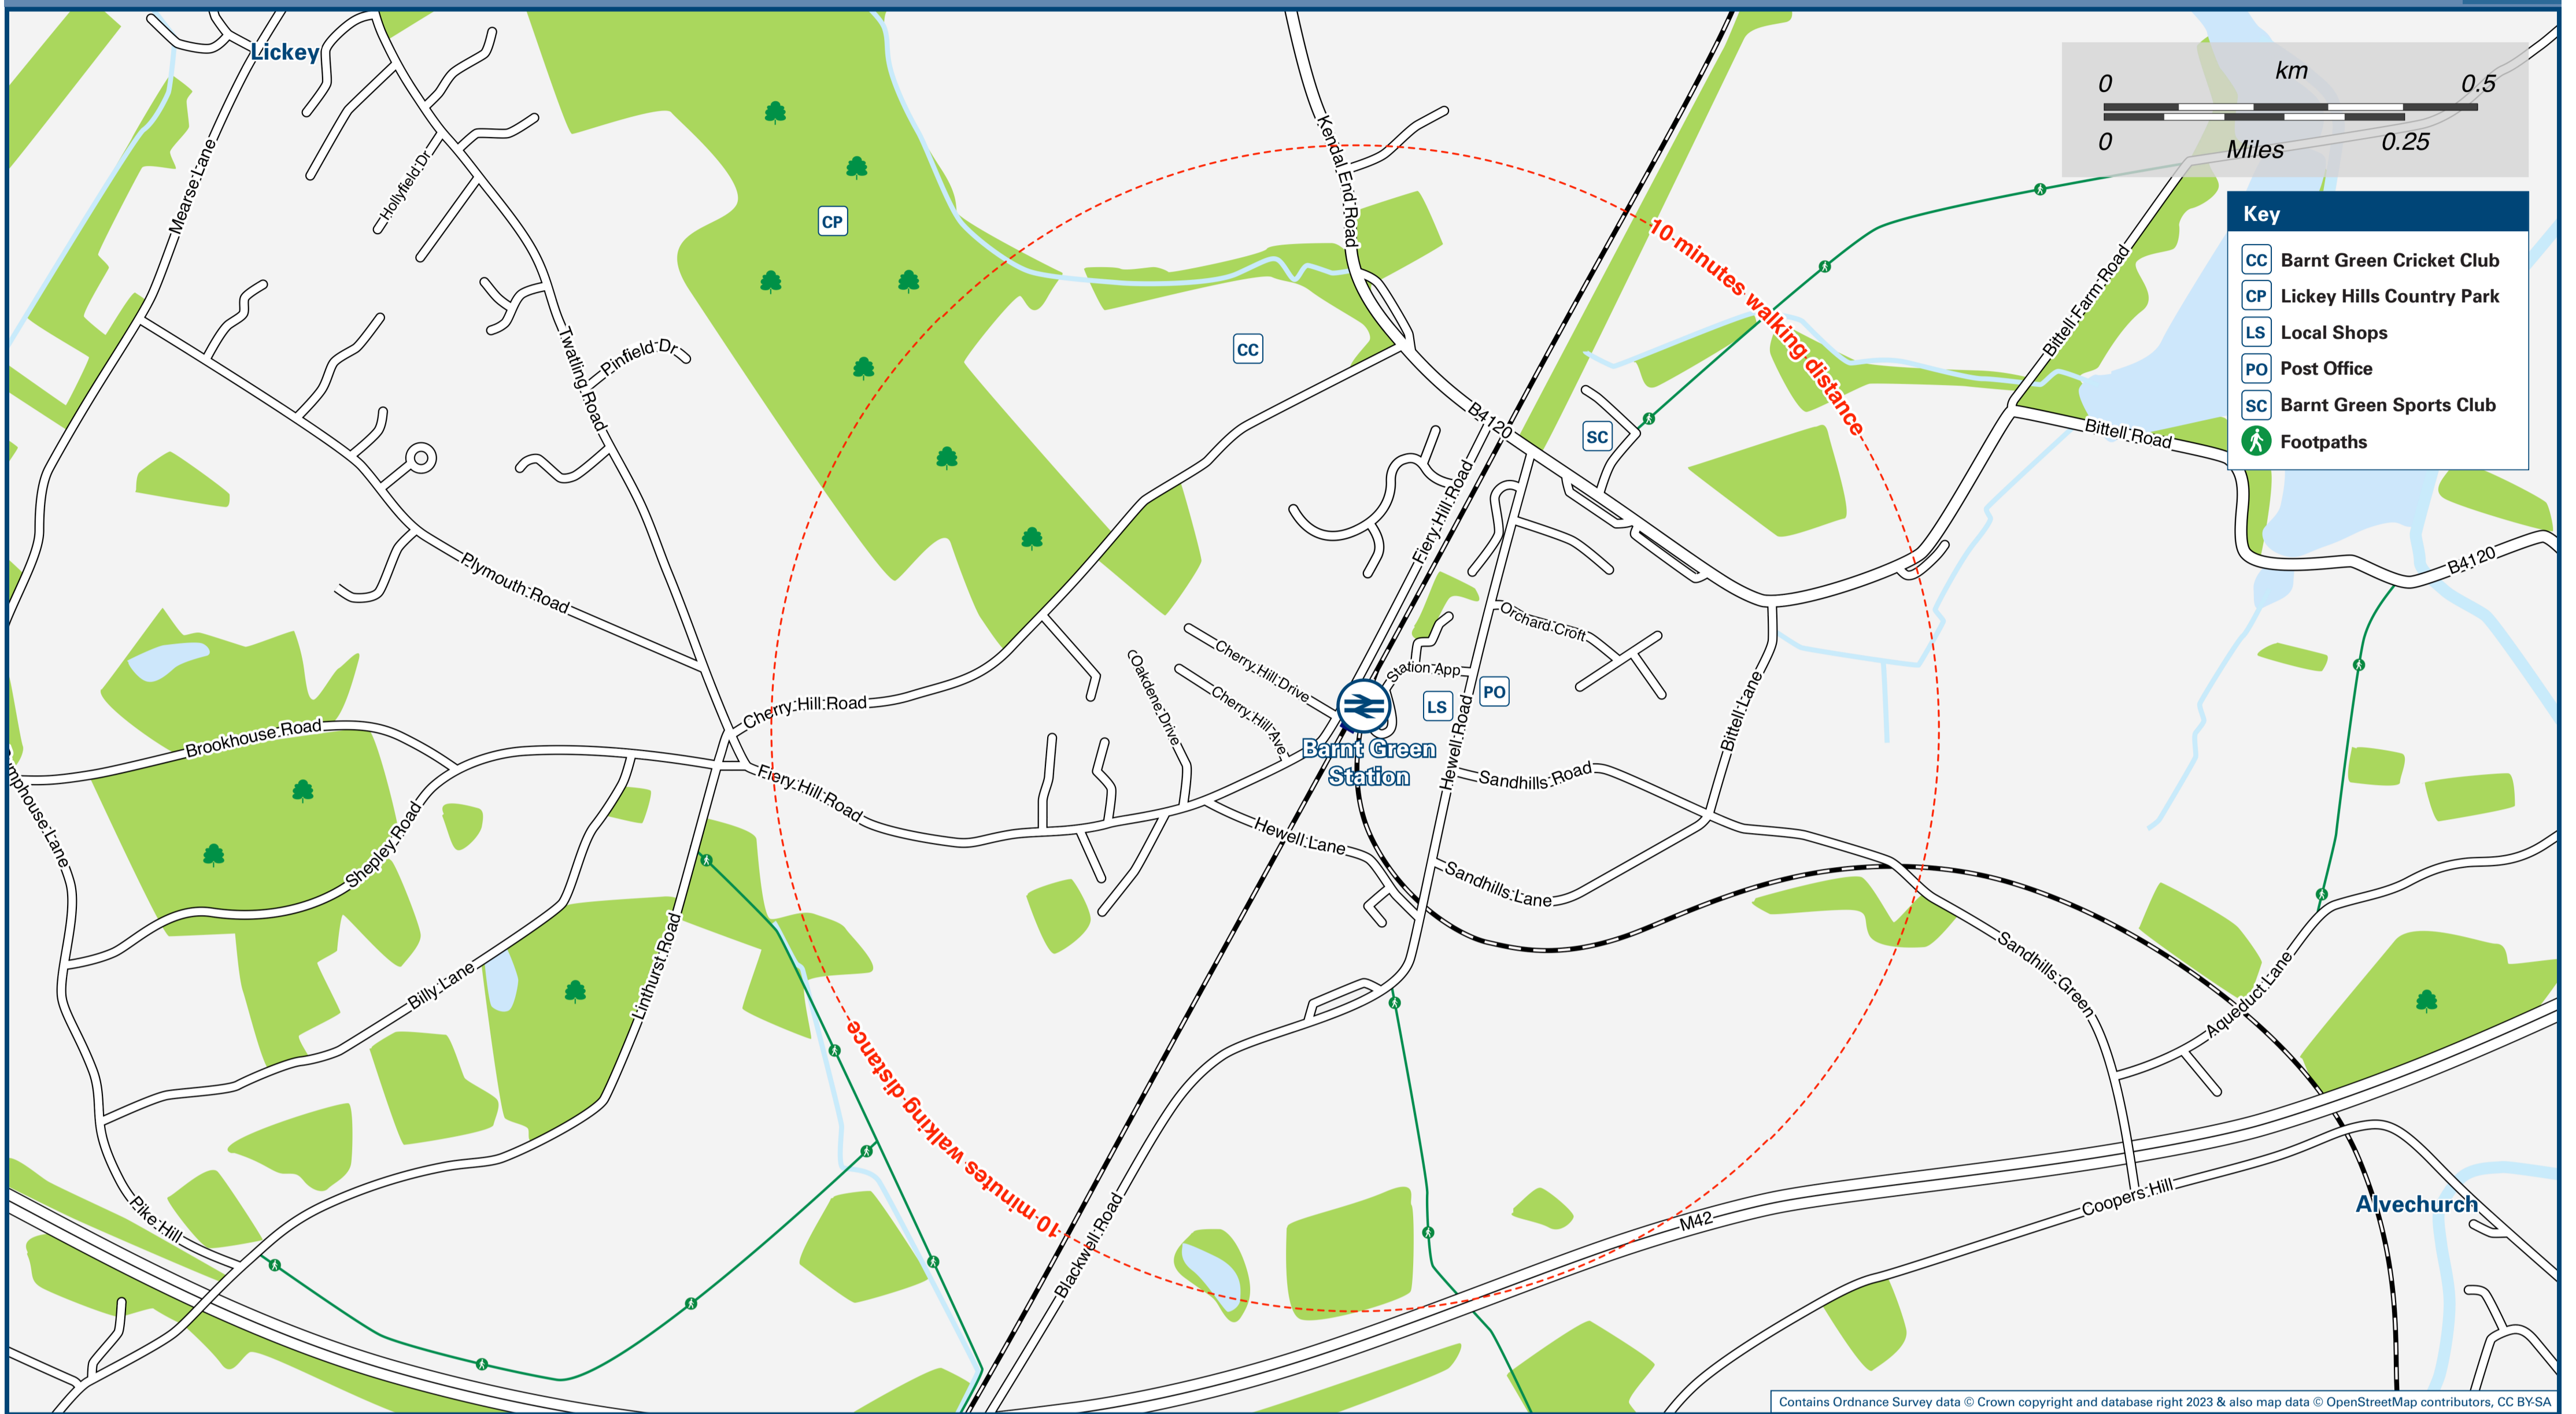 Lickey
Mearse Lane
Hollyfield Dr
Twatling Road
Pinfield Dr
Plymouth Road
Kendal End Road
B4120
Fiery Hill Road
10 minutes walking distance
Bittell Farm Road
Bittell Road
B4120
0
km
0.5
0
Miles
0.25
Key
CC Barnt Green Cricket Club
CP Lickey Hills Country Park
LS Local Shops
PO Post Office
SC Barnt Green Sports Club
Footpaths
CP
CC
SC
Orchard Croft
Station App
PO
LS
Cherry Hill Drive
Cherry Hill Ave
Oakdene Drive
Cherry Hill Road
Barnt Green
Station
Hewell Road
Sandhills Road
Bittell Lane
Brookhouse Road
Shepley Road
Fiery Hill Road
Hewell Lane
Sandhills Lane
Sandhills Green
Aqueduct Lane
umphouse Lane
Billy Lane
Linthurst Road
10 minutes walking distance
Pike Hill
Blackwell Road
M42
Coopers Hill
Alvechurch
Contains Ordnance Survey data © Crown copyright and database right 2023 & also map data © OpenStreetMap contributors, CC BY-SA